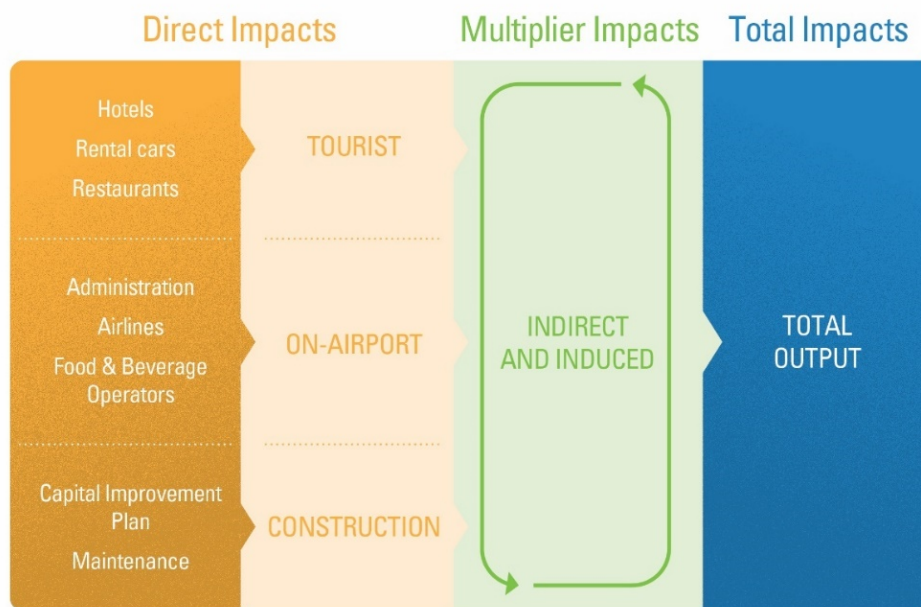 Direct Impacts
Multiplier Impacts
Total Impacts
Hotels
Rental cars
Restaurants
TOURIST
Administration
Airlines
Food & Beverage
Operators
ON-AIRPORT
Capital Improvement
Plan
Maintenance
CONSTRUCTION
INDIRECT
AND INDUCED
TOTAL
OUTPUT